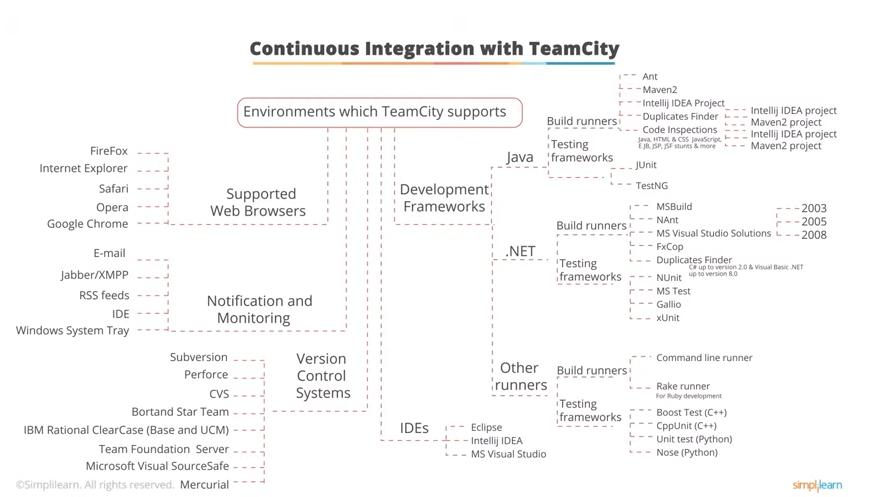 Continuous Integration with TeamCity
Environments which TeamCity supports
FireFox
Internet Explorer
Safari
Opera
Google Chrome
Supported
Web Browsers
E-mail
Jabber/XMPP
RSS feeds
IDE
Windows System Tray
Notification and
Monitoring
Subversion
Perforce
CVS
Bortand Star Team
IBM Rational ClearCase (Base and UCM)
Team Foundation Server
Microsoft Visual SourceSafe
Mercurial
Version
Control
Systems
IDEs
Eclipse
Intellij IDEA
MS Visual Studio
Development
Frameworks
Java
Build runners
Ant
Maven2
Intellij IDEA Project
Duplicates Finder
Intellij IDEA project
Maven2 project
Code Inspections
Java, HTML & CSS JavaScript,
E JB, JSP, JSF stunts & more
Intellij IDEA project
Maven2 project
Testing
frameworks
JUnit
TestNG
.NET
Build runners
MSBuild
NAnt
MS Visual Studio Solutions
2003
2005
2008
FxCop
Duplicates Finder
C# up to version 2.0 & Visual Basic .NET
up to version 8.0
Testing
frameworks
NUnit
MS Test
Gallio
xUnit
Other
runners
Build runners
Command line runner
Rake runner
For Ruby development
Testing
frameworks
Boost Test (C++)
CppUnit (C++)
Unit test (Python)
Nose (Python)
©Simplilearn. All rights reserved.
simplilearn